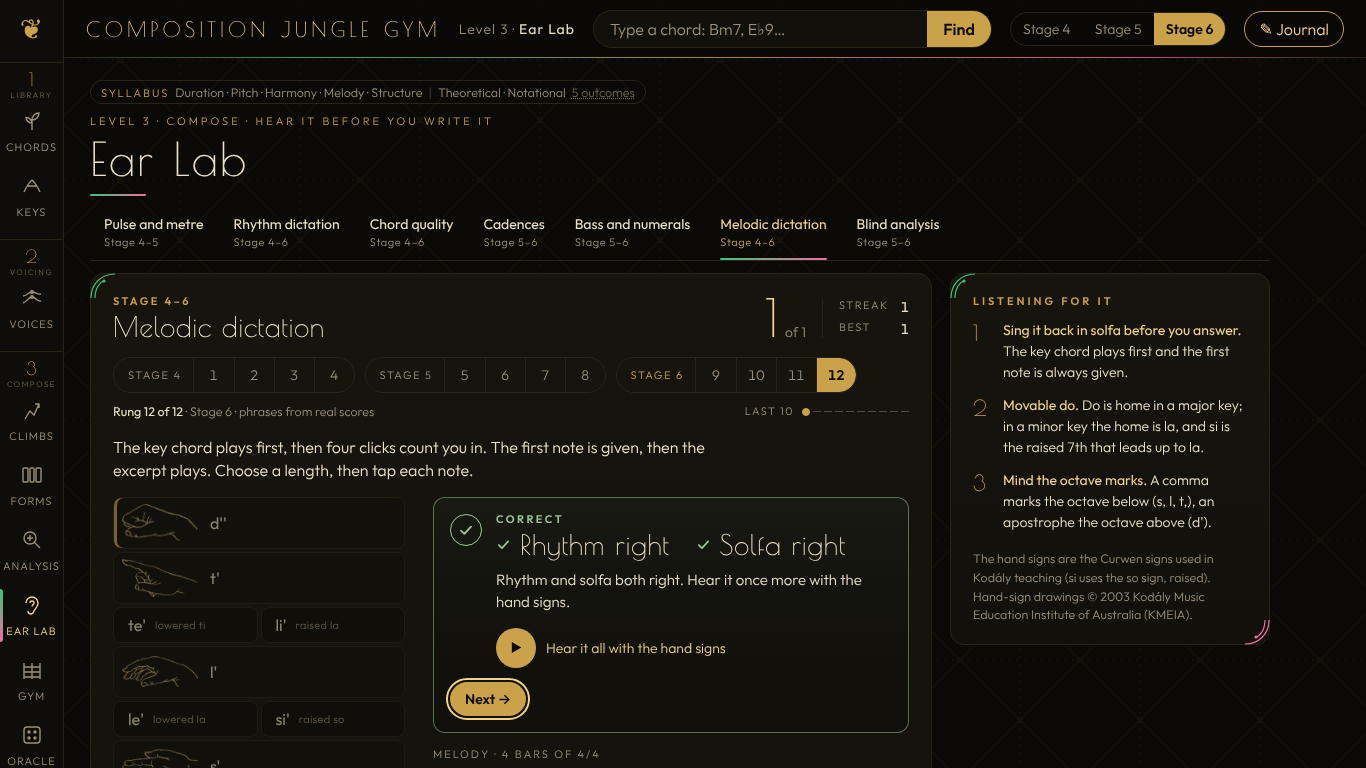 COMPOSITION JUNGLE GYM
Level 3 · Ear Lab
Type a chord: Bm7, E♭9…
Find
Stage 4
Stage 5
Stage 6
✎ Journal
1
LIBRARY
CHORDS
KEYS
2
VOICING
VOICES
3
COMPOSE
CLIMBS
FORMS
ANALYSIS
EAR LAB
GYM
ORACLE
SYLLABUS Duration · Pitch · Harmony · Melody · Structure | Theoretical · Notational 5 outcomes
LEVEL 3 · COMPOSE · HEAR IT BEFORE YOU WRITE IT
Ear Lab
Pulse and metre
Stage 4–5
Rhythm dictation
Stage 4–6
Chord quality
Stage 4–6
Cadences
Stage 5–6
Bass and numerals
Stage 5–6
Melodic dictation
Stage 4–6
Blind analysis
Stage 5–6
STAGE 4–6
Melodic dictation
1 of 1
STREAK 1
BEST 1
STAGE 4 1 2 3 4
STAGE 5 5 6 7 8
STAGE 6 9 10 11 12
Rung 12 of 12 · Stage 6 · phrases from real scores
LAST 10
The key chord plays first, then four clicks count you in. The first note is given, then the
excerpt plays. Choose a length, then tap each note.
d''
t'
te' lowered ti
li' raised la
l'
le' lowered la
si' raised so
s'
CORRECT
✓ Rhythm right ✓ Solfa right
Rhythm and solfa both right. Hear it once more with the
hand signs.
Hear it all with the hand signs
Next →
MELODY · 4 BARS OF 4/4
LISTENING FOR IT
1
Sing it back in solfa before you answer.
The key chord plays first and the first
note is always given.
2
Movable do. Do is home in a major key;
in a minor key the home is la, and si is
the raised 7th that leads up to la.
3
Mind the octave marks. A comma
marks the octave below (s, l, t,), an
apostrophe the octave above (d').
The hand signs are the Curwen signs used in
Kodály teaching (si uses the so sign, raised).
Hand-sign drawings © 2003 Kodály Music
Education Institute of Australia (KMEIA).